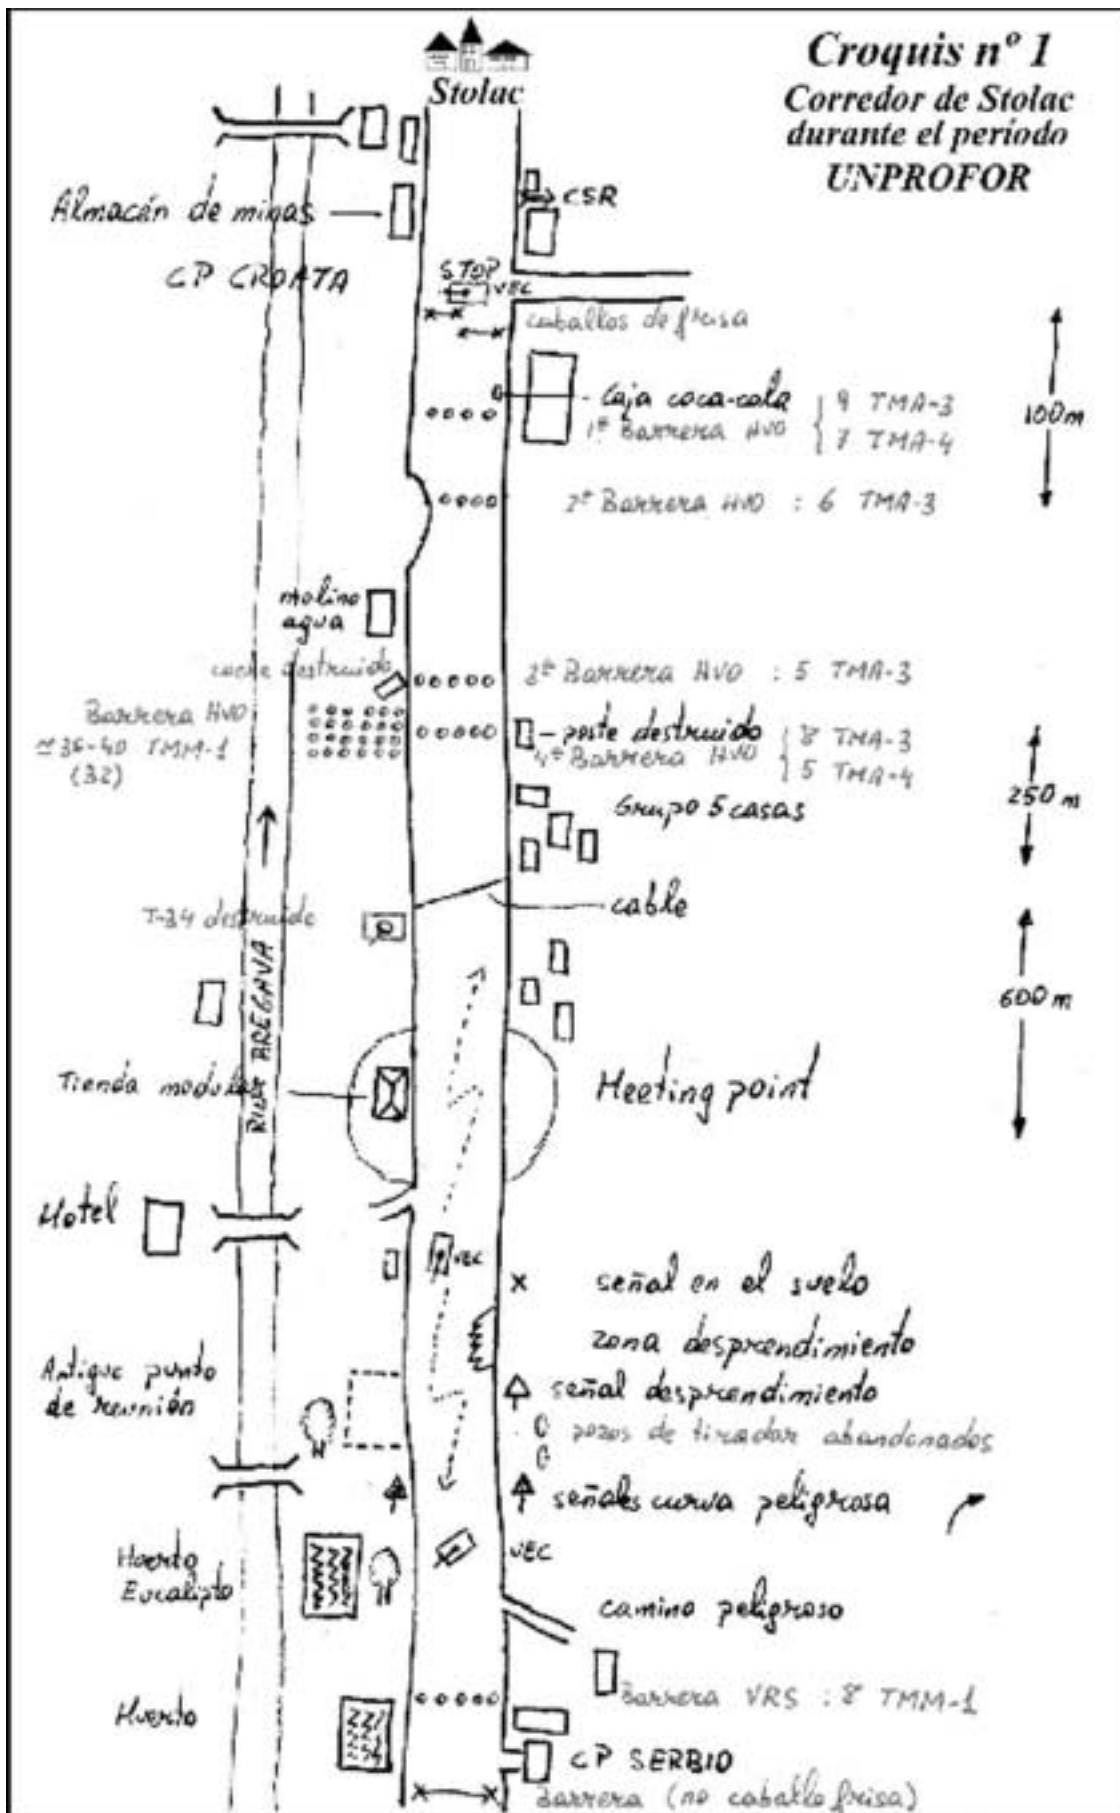 Croquis nº 1
Corredor de Stolac
durante el período
UNPROFOR
Stolac
Almacén de minas
CSR
CP CROATA
STOP
VEC
caballos de frisa
- Caja coca-cola
1ª Barrera HVO
9 TMA-3
7 TMA-4
100m
2ª Barrera HVO : 6 TMA-3
molino
agua
coche destruido
3ª Barrera HVO : 5 TMA-3
Barrera HVO
≃ 36-40 TMM-1
(32)
- poste destruido
4ª Barrera HVO
8 TMA-3
5 TMA-4
250 m
Grupo 5 casas
cable
T-34 destruido
600 m
RIO BREGAVA
Tienda modular
Meeting point
Hotel
VEC
x señal en el suelo
zona desprendimiento
Antiguo punto
de reunión
señal desprendimiento
pozos de tirador abandonados
señales curva peligrosa
Huerto
Eucalipto
VEC
camino peligroso
Huerto
Barrera VRS : 8 TMM-1
CP SERBIO
Barrera (no caballo frisa)